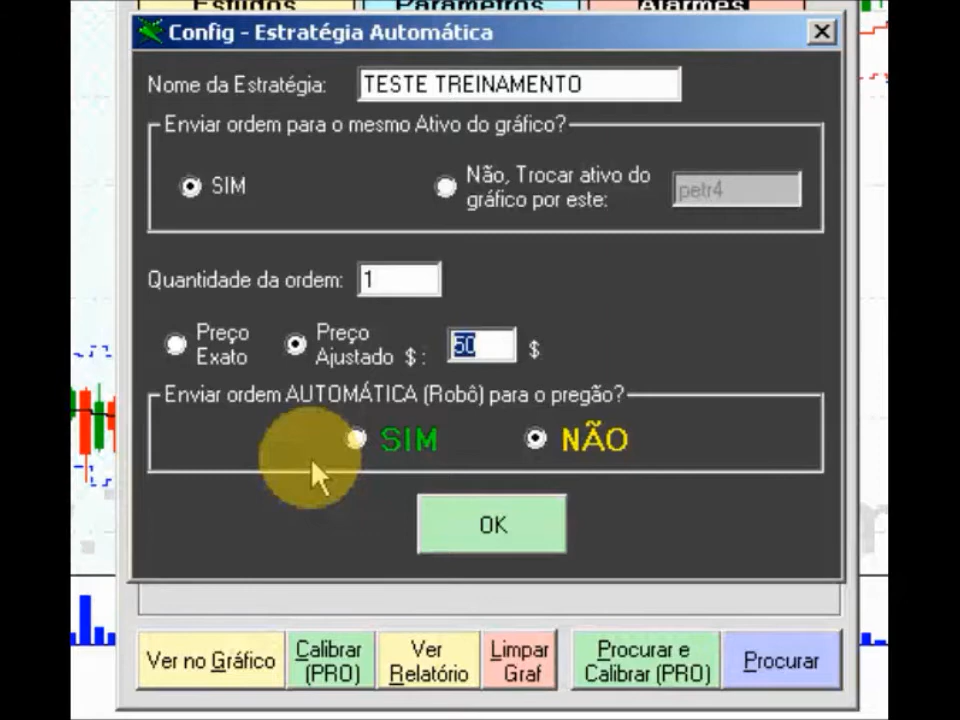 Estudos
Parâmetros
Alarmes
Config - Estratégia Automática
Nome da Estratégia: TESTE TREINAMENTO
Enviar ordem para o mesmo Ativo do gráfico?
SIM
Não, Trocar ativo do
gráfico por este:
petr4
Quantidade da ordem: 1
Preço
Exato
Preço
Ajustado $ :
50 $
Enviar ordem AUTOMÁTICA (Robô) para o pregão?
SIM
NÃO
OK
Ver no Gráfico
Calibrar
(PRO)
Ver
Relatório
Limpar
Graf
Procurar e
Calibrar (PRO)
Procurar